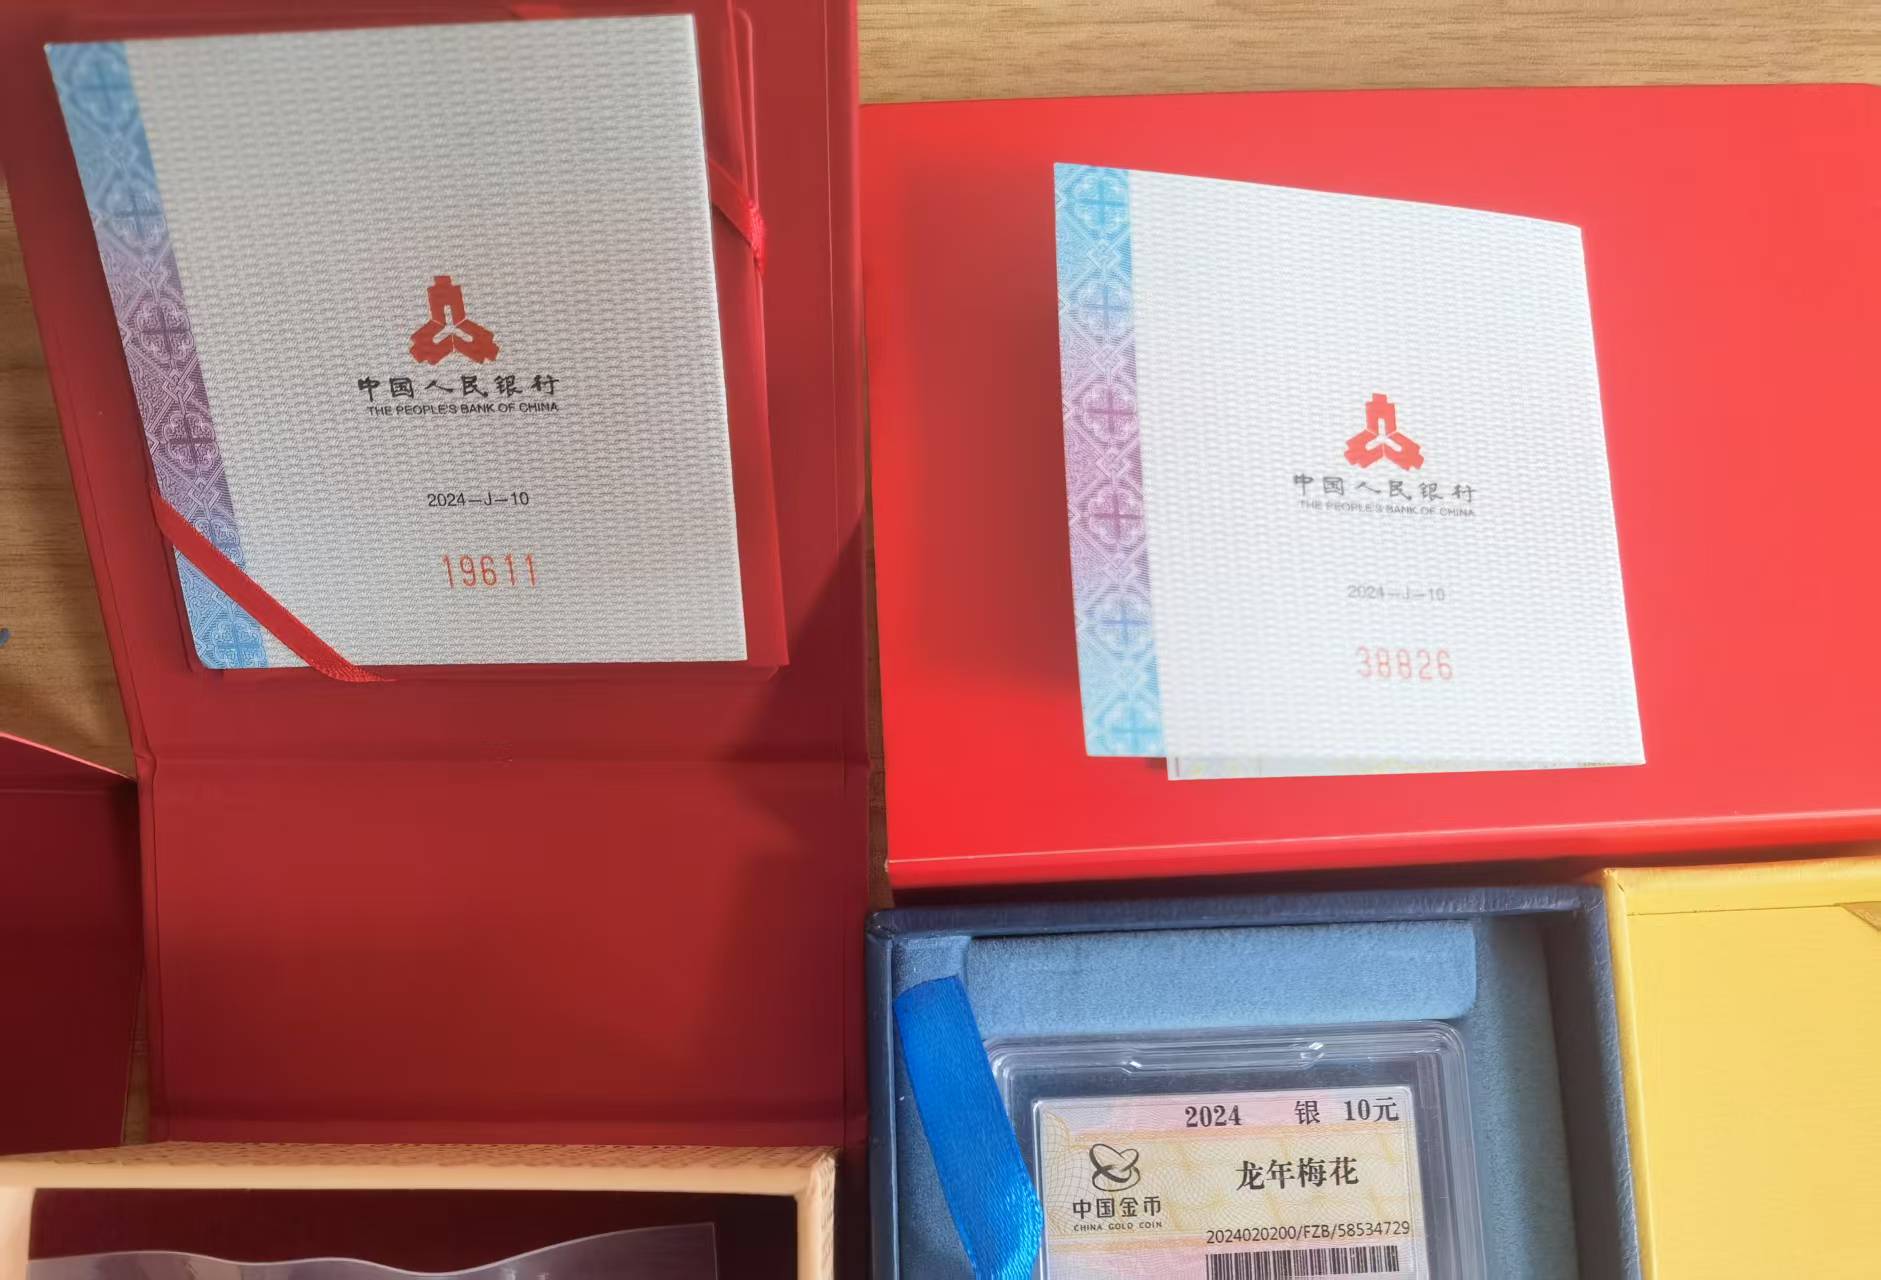 中国人民银行
THE PEOPLE'S BANK OF CHINA
2024-J-10
19611
中国人民银行
THE PEOPLE'S BANK OF CHINA
2024-J-10
38826
2024 银 10元
龙年梅花
中国金币
CHINA GOLD COIN
2024020200/FZB/58534729